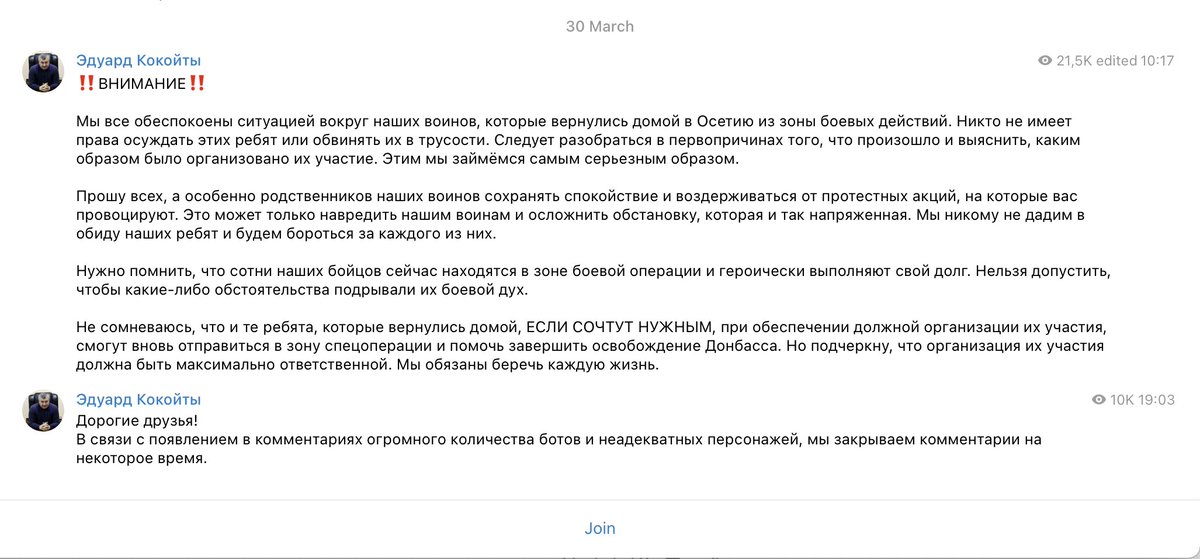 30 March
Эдуард Кокойты
21,5K edited 10:17
‼️ВНИМАНИЕ‼️
Мы все обеспокоены ситуацией вокруг наших воинов, которые вернулись домой в Осетию из зоны боевых действий. Никто не имеет
права осуждать этих ребят или обвинять их в трусости. Следует разобраться в первопричинах того, что произошло и выяснить, каким
образом было организовано их участие. Этим мы займёмся самым серьезным образом.
Прошу всех, а особенно родственников наших воинов сохранять спокойствие и воздерживаться от протестных акций, на которые вас
провоцируют. Это может только навредить нашим воинам и осложнить обстановку, которая и так напряженная. Мы никому не дадим в
обиду наших ребят и будем бороться за каждого из них.
Нужно помнить, что сотни наших бойцов сейчас находятся в зоне боевой операции и героически выполняют свой долг. Нельзя допустить,
чтобы какие-либо обстоятельства подрывали их боевой дух.
Не сомневаюсь, что и те ребята, которые вернулись домой, ЕСЛИ СОЧТУТ НУЖНЫМ, при обеспечении должной организации их участия,
смогут вновь отправиться в зону спецоперации и помочь завершить освобождение Донбасса. Но подчеркну, что организация их участия
должна быть максимально ответственной. Мы обязаны беречь каждую жизнь.
Эдуард Кокойты
10K 19:03
Дорогие друзья!
В связи с появлением в комментариях огромного количества ботов и неадекватных персонажей, мы закрываем комментарии на
некоторое время.
Join